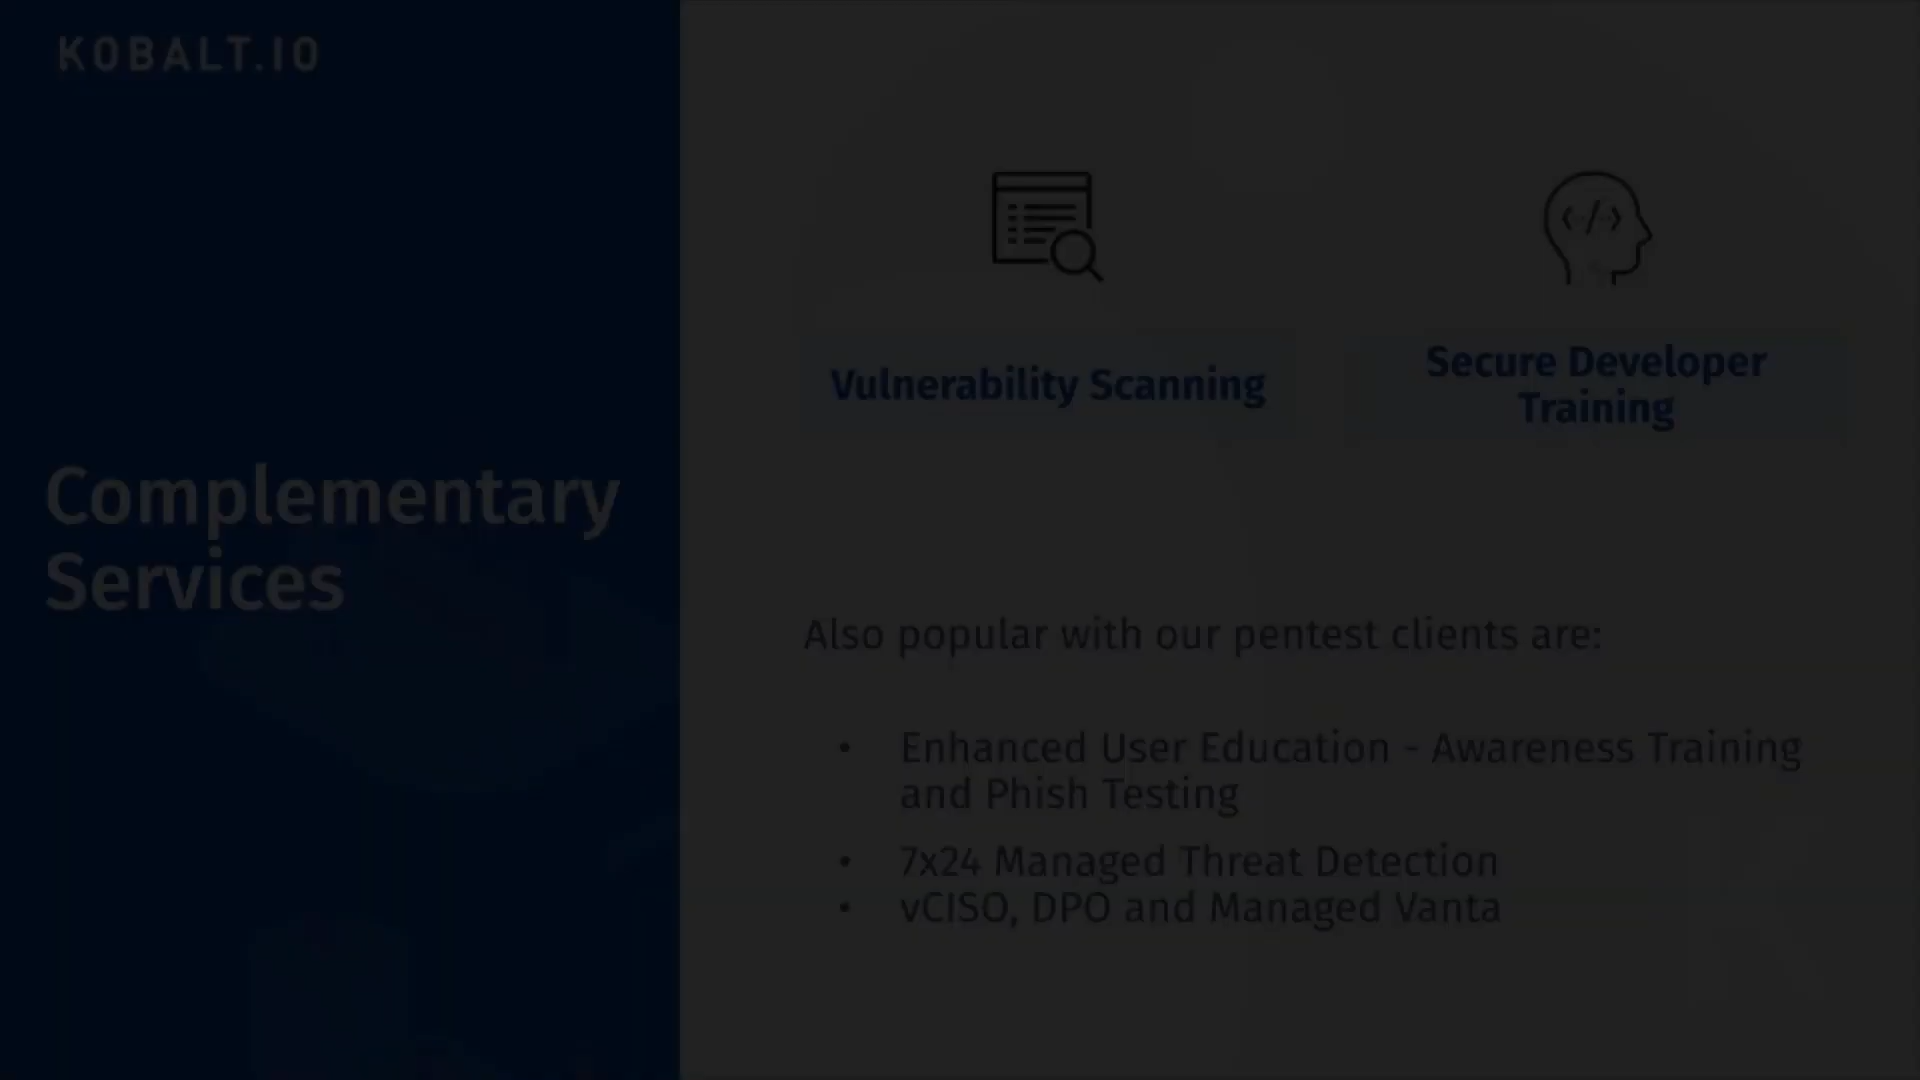 KOBALT.IO
Complementary
Services
Vulnerability Scanning
Secure Developer
Training
Also popular with our pentest clients are:
• Enhanced User Education - Awareness Training
and Phish Testing
• 7x24 Managed Threat Detection
• vCISO, DPO and Managed Vanta